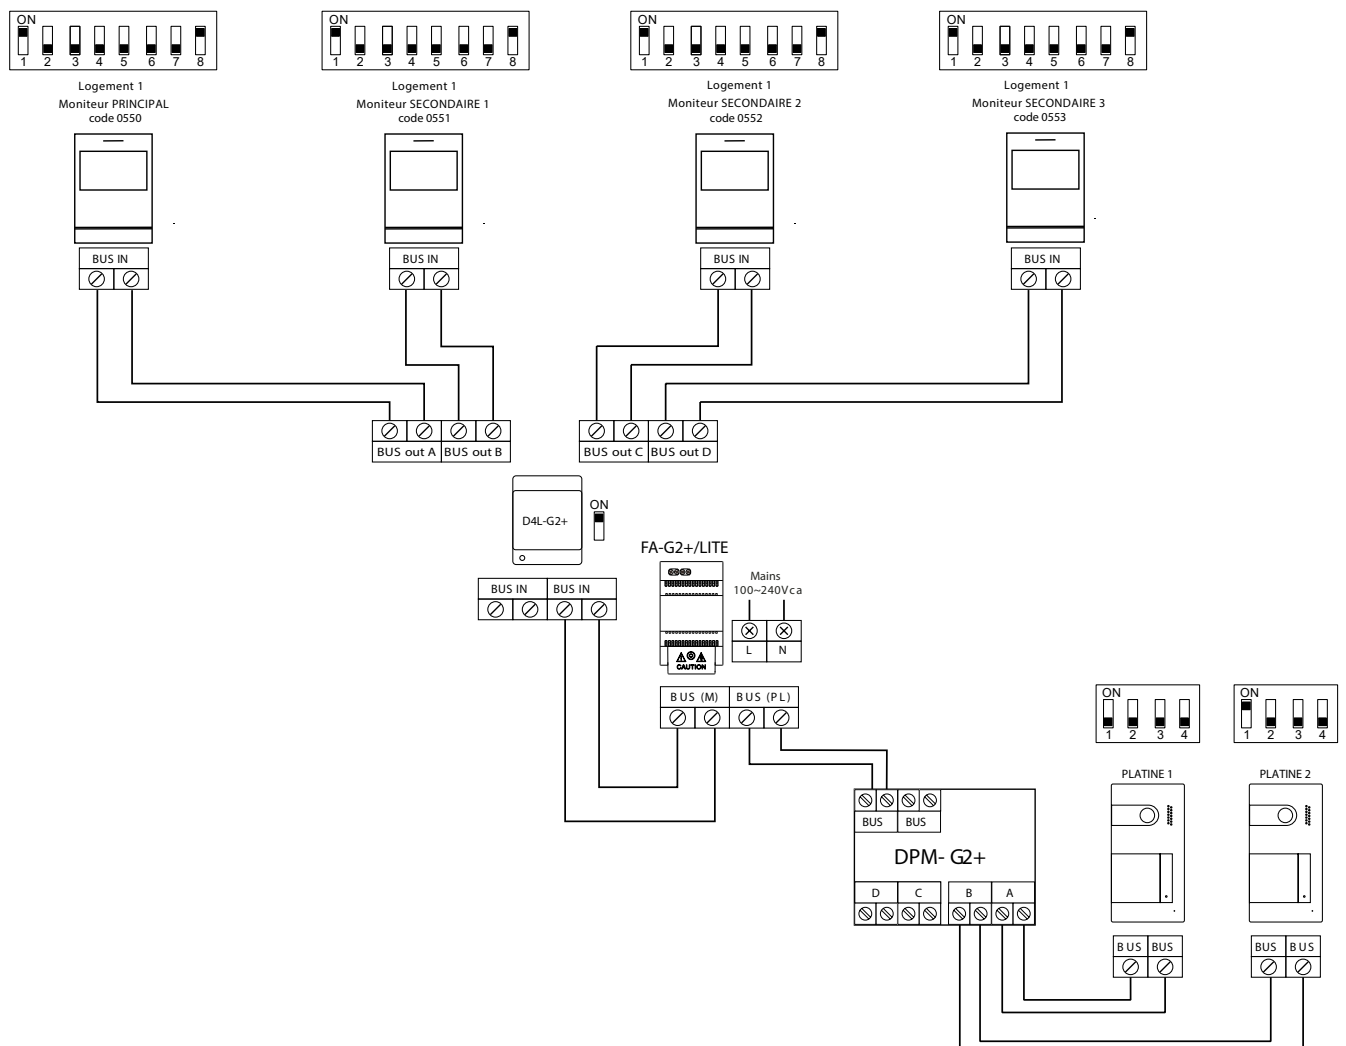 ON
1 2 3 4 5 6 7 8
Logement 1
Moniteur PRINCIPAL
code 0550
BUS IN
ON
1 2 3 4 5 6 7 8
Logement 1
Moniteur SECONDAIRE 1
code 0551
BUS IN
ON
1 2 3 4 5 6 7 8
Logement 1
Moniteur SECONDAIRE 2
code 0552
BUS IN
ON
1 2 3 4 5 6 7 8
Logement 1
Moniteur SECONDAIRE 3
code 0553
BUS IN
BUS out A BUS out B
BUS out C BUS out D
D4L-G2+
ON
BUS IN BUS IN
FA-G2+/LITE
CAUTION
Mains
100~240Vca
L N
BUS (M) BUS (PL)
BUS BUS
DPM- G2+
D C B A
ON
1 2 3 4
PLATINE 1
BUS BUS
ON
1 2 3 4
PLATINE 2
BUS BUS